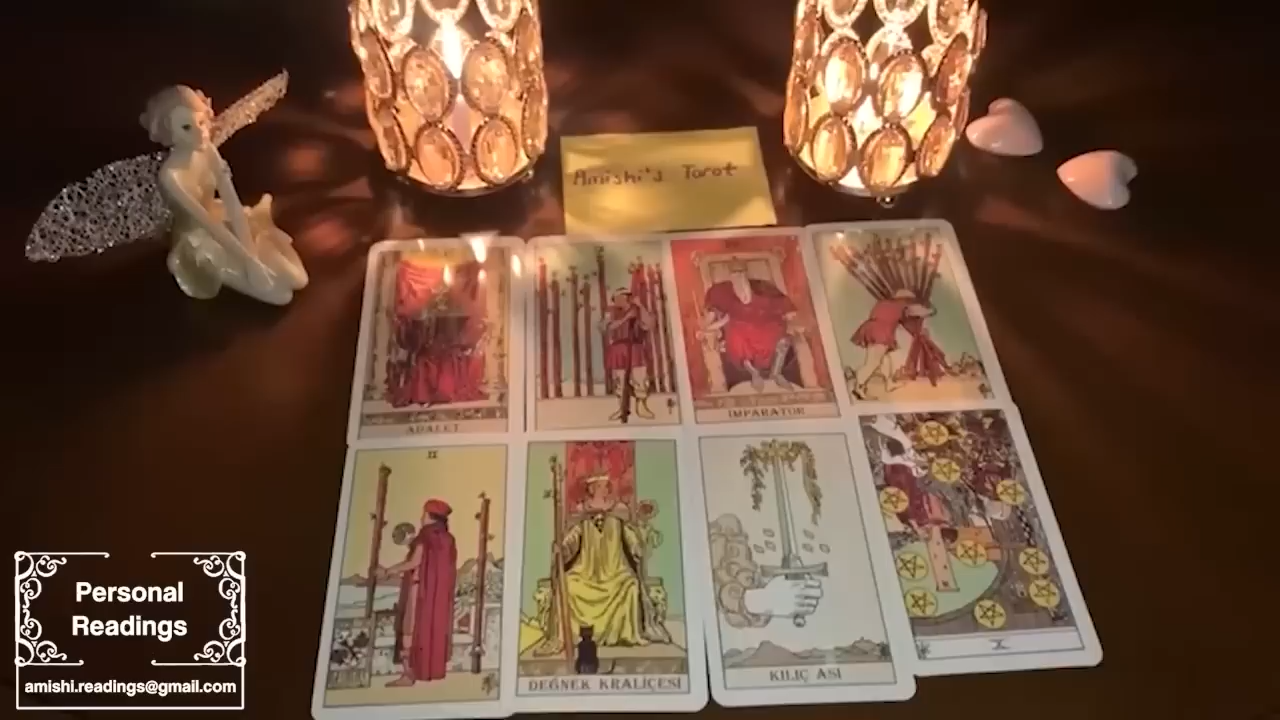 Amishi's Tarot
ADALET
IMPARATOR
II
DEĞNEK KRALİÇESİ
KILIÇ ASI
X
Personal
Readings
amishi.readings@gmail.com